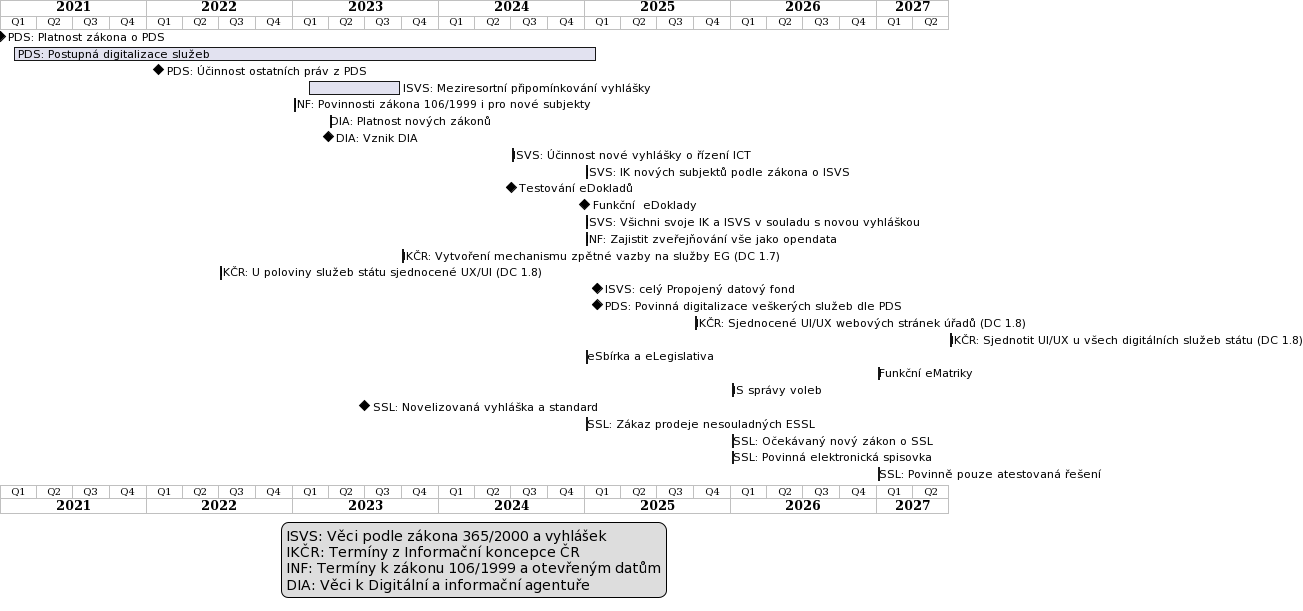 2021 2022 2023 2024 2025 2026 2027
Q1 Q2 Q3 Q4 Q1 Q2 Q3 Q4 Q1 Q2 Q3 Q4 Q1 Q2 Q3 Q4 Q1 Q2 Q3 Q4 Q1 Q2 Q3 Q4 Q1 Q2
PDS: Platnost zákona o PDS
PDS: Postupná digitalizace služeb
PDS: Účinnost ostatních práv z PDS
ISVS: Meziresortní připomínkování vyhlášky
NF: Povinnosti zákona 106/1999 i pro nové subjekty
DIA: Platnost nových zákonů
DIA: Vznik DIA
ISVS: Účinnost nové vyhlášky o řízení ICT
SVS: IK nových subjektů podle zákona o ISVS
Testování eDokladů
Funkční eDoklady
SVS: Všichni svoje IK a ISVS v souladu s novou vyhláškou
NF: Zajistit zveřejňování vše jako opendata
IKČR: Vytvoření mechanismu zpětné vazby na služby EG (DC 1.7)
KČR: U poloviny služeb státu sjednocené UX/UI (DC 1.8)
ISVS: celý Propojený datový fond
PDS: Povinná digitalizace veškerých služeb dle PDS
IKČR: Sjednocené UI/UX webových stránek úřadů (DC 1.8)
IKČR: Sjednotit UI/UX u všech digitálních služeb státu (DC 1.8)
eSbírka a eLegislativa
Funkční eMatriky
IS správy voleb
SSL: Novelizovaná vyhláška a standard
SSL: Zákaz prodeje nesouladných ESSL
SSL: Očekávaný nový zákon o SSL
SSL: Povinná elektronická spisovka
SSL: Povinně pouze atestovaná řešení
Q1 Q2 Q3 Q4 Q1 Q2 Q3 Q4 Q1 Q2 Q3 Q4 Q1 Q2 Q3 Q4 Q1 Q2 Q3 Q4 Q1 Q2 Q3 Q4 Q1 Q2
2021 2022 2023 2024 2025 2026 2027
ISVS: Věci podle zákona 365/2000 a vyhlášek
IKČR: Termíny z Informační koncepce ČR
INF: Termíny k zákonu 106/1999 a otevřeným datům
DIA: Věci k Digitální a informační agentuře